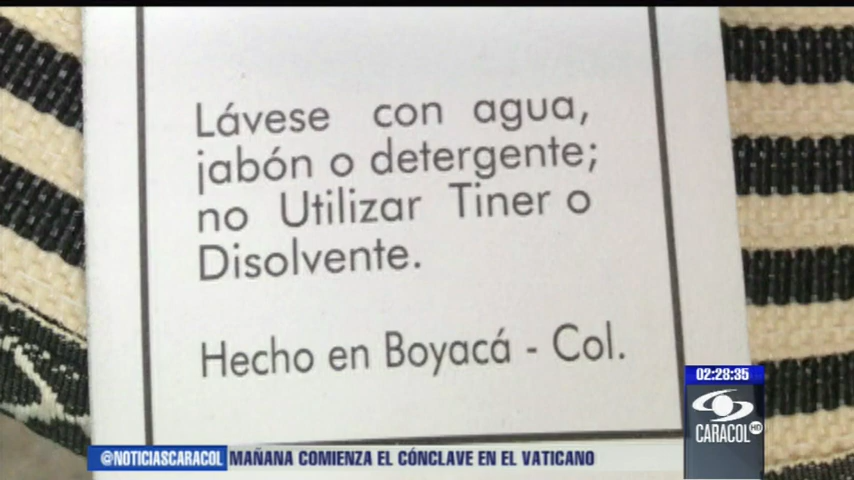 Lávese con agua,
jabón o detergente;
no Utilizar Tiner o
Disolvente.
Hecho en Boyacá - Col.
02:28:35
CARACOL HD
@NOTICIASCARACOL MAÑANA COMIENZA EL CÓNCLAVE EN EL VATICANO